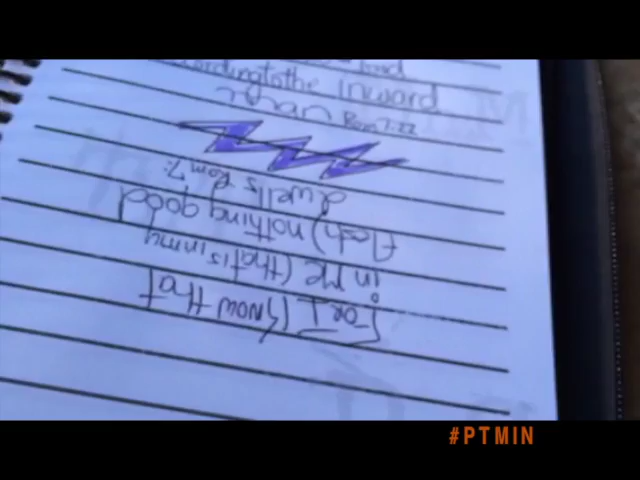 ccording to the Inward
man Rom 7:22
For I know that
in me (that is in my
flesh) nothing good
dwells Rom 7:
#PTMIN